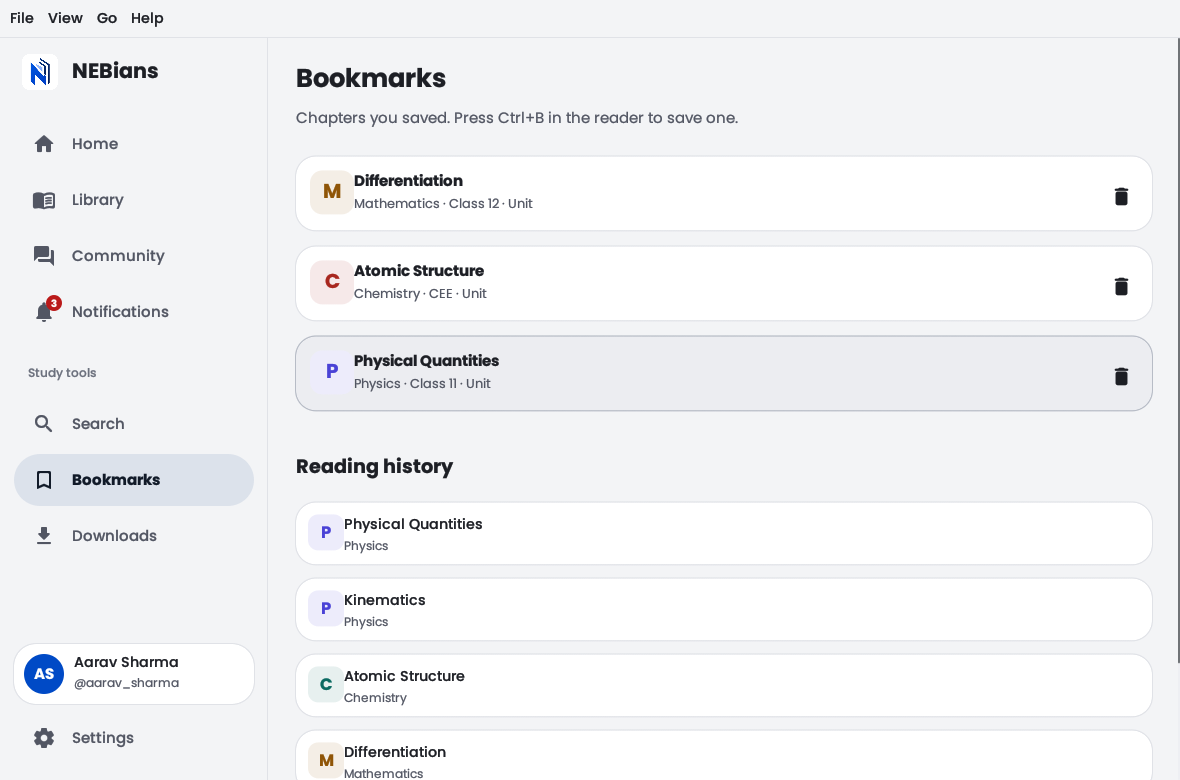 File View Go Help
NEBians
Home
Library
Community
3
Notifications
Study tools
Search
Bookmarks
Downloads
AS
Aarav Sharma
@aarav_sharma
Settings
Bookmarks
Chapters you saved. Press Ctrl+B in the reader to save one.
M
Differentiation
Mathematics · Class 12 · Unit
C
Atomic Structure
Chemistry · CEE · Unit
P
Physical Quantities
Physics · Class 11 · Unit
Reading history
P
Physical Quantities
Physics
P
Kinematics
Physics
C
Atomic Structure
Chemistry
M
Differentiation
Mathematics